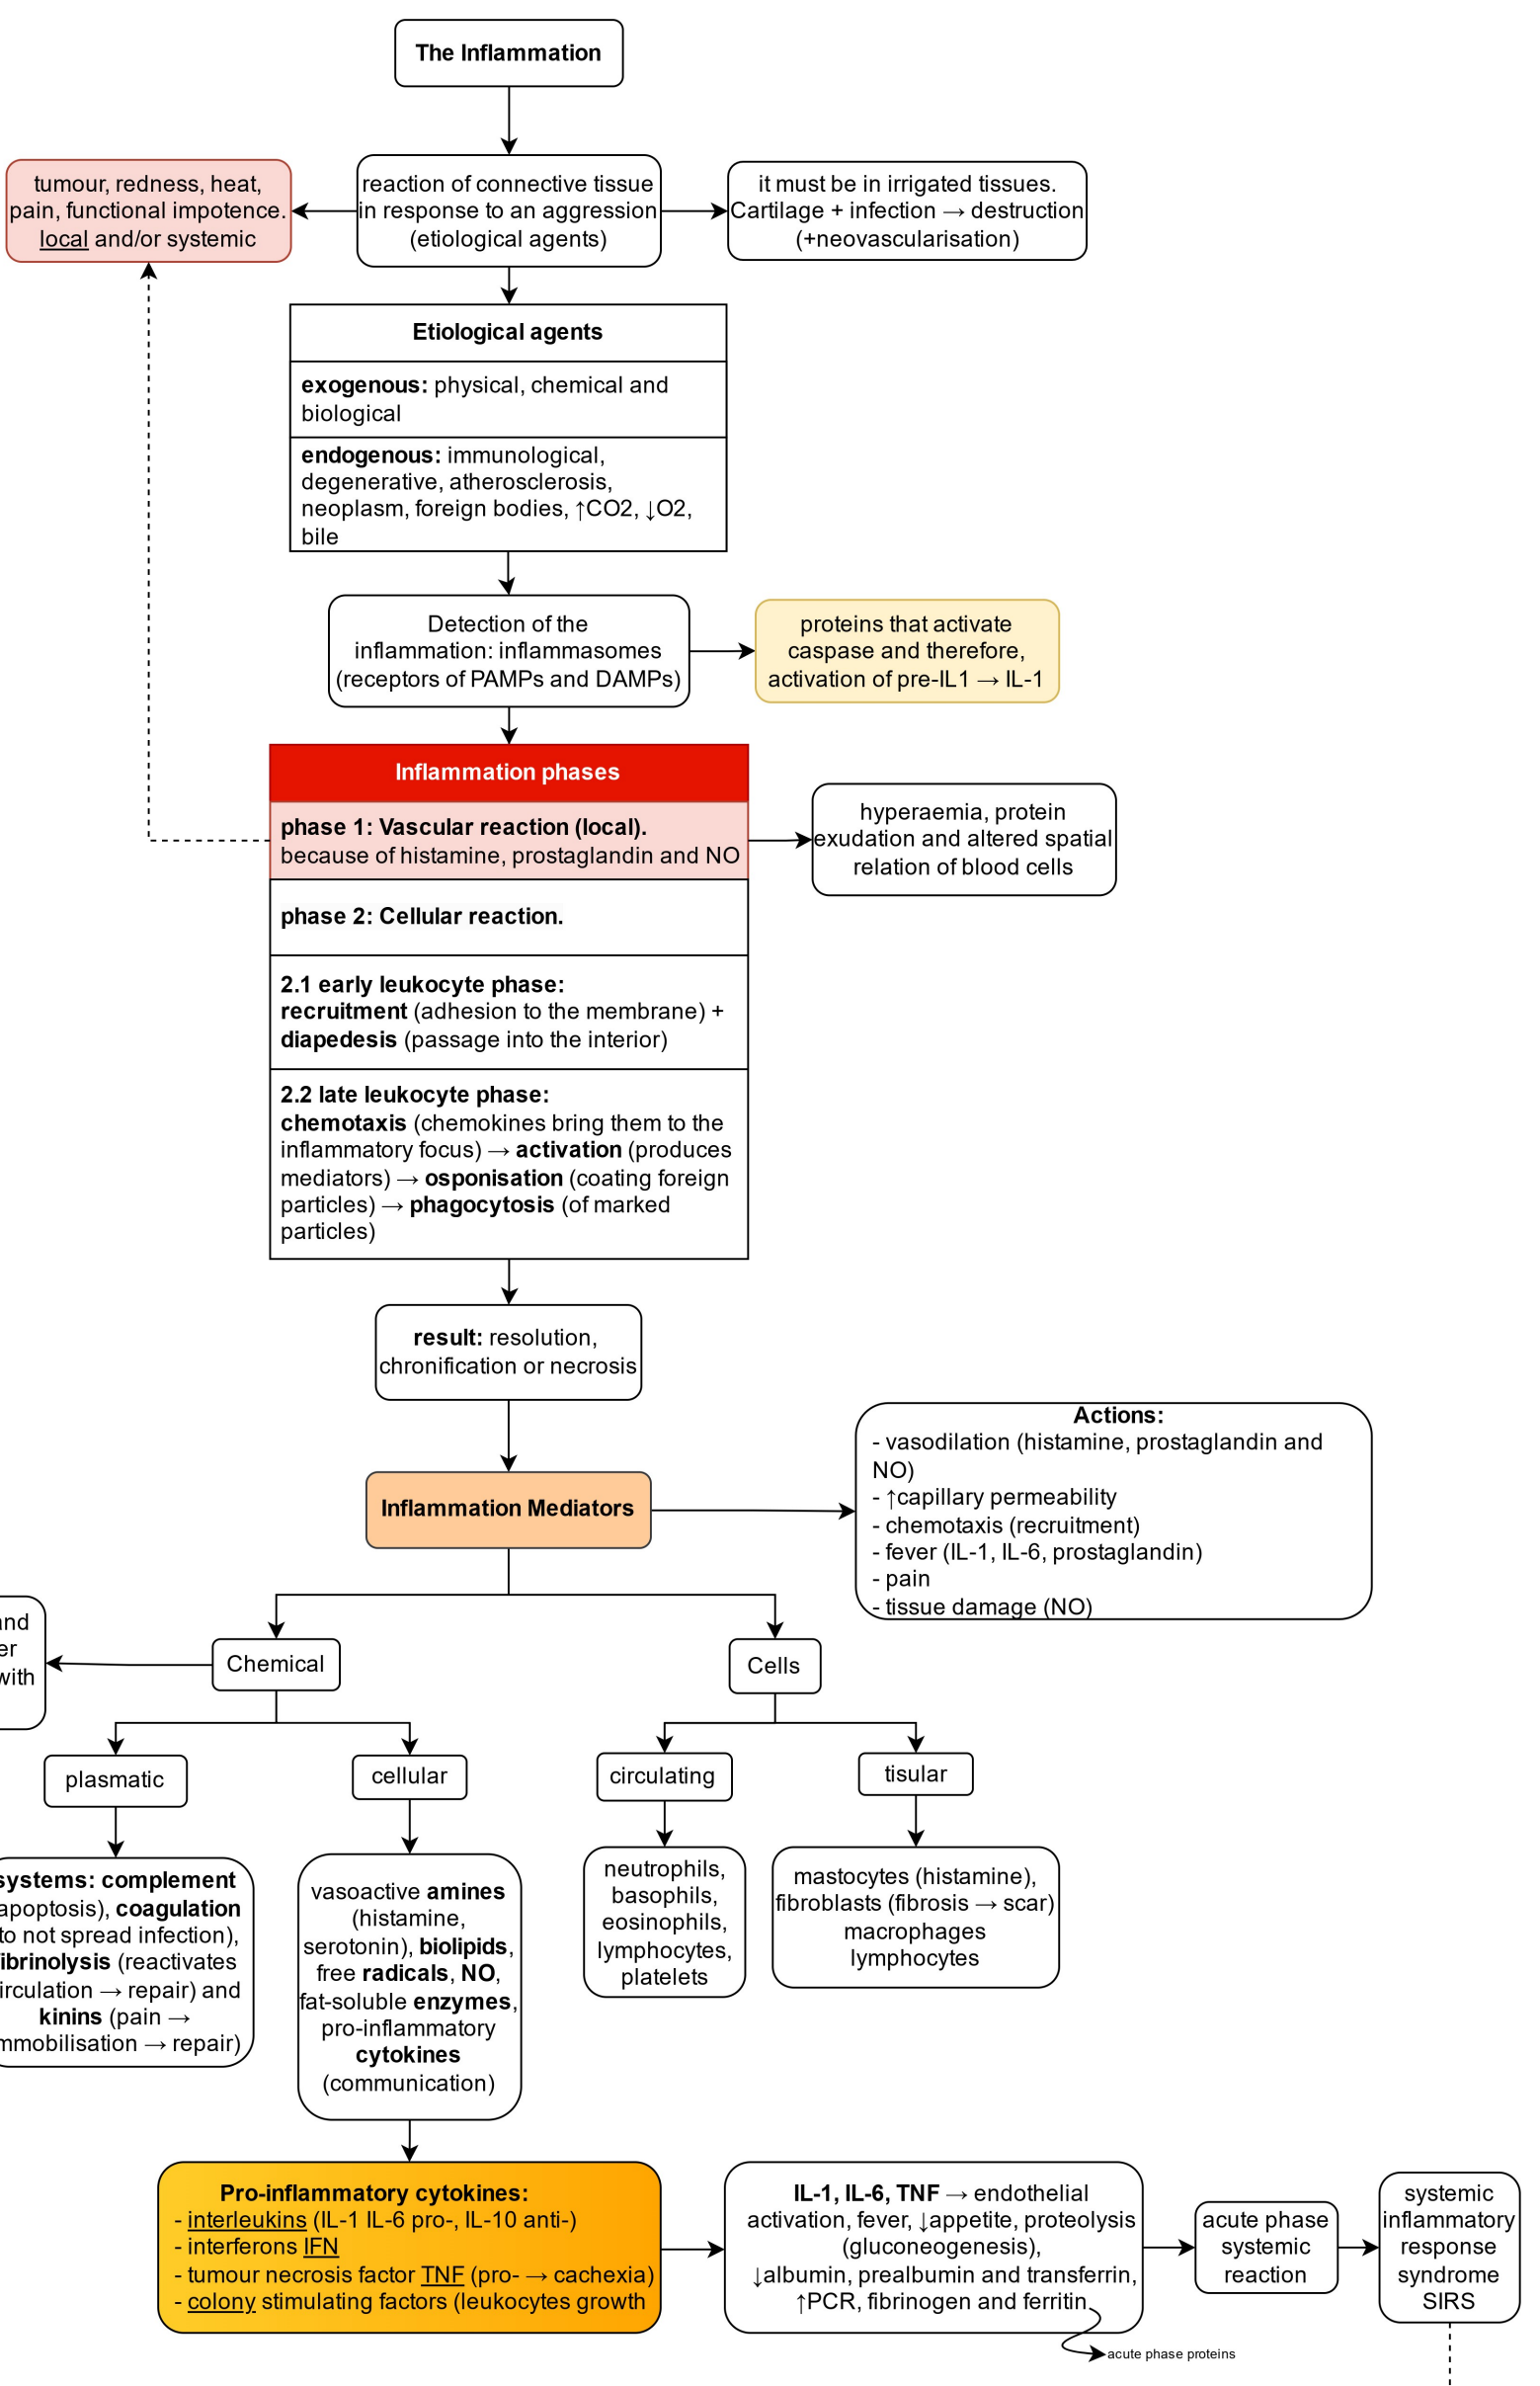 The Inflammation
tumour, redness, heat,
pain, functional impotence.
local and/or systemic
reaction of connective tissue
in response to an aggression
(etiological agents)
it must be in irrigated tissues.
Cartilage + infection → destruction
(+neovascularisation)
Etiological agents
exogenous: physical, chemical and
biological
endogenous: immunological,
degenerative, atherosclerosis,
neoplasm, foreign bodies, ↑CO2, ↓O2,
bile
Detection of the
inflammation: inflammasomes
(receptors of PAMPs and DAMPs)
proteins that activate
caspase and therefore,
activation of pre-IL1 → IL-1
Inflammation phases
phase 1: Vascular reaction (local).
because of histamine, prostaglandin and NO
hyperaemia, protein
exudation and altered spatial
relation of blood cells
phase 2: Cellular reaction.
2.1 early leukocyte phase:
recruitment (adhesion to the membrane) +
diapedesis (passage into the interior)
2.2 late leukocyte phase:
chemotaxis (chemokines bring them to the
inflammatory focus) → activation (produces
mediators) → osponisation (coating foreign
particles) → phagocytosis (of marked
particles)
result: resolution,
chronification or necrosis
Inflammation Mediators
Actions:
- vasodilation (histamine, prostaglandin and
NO)
- ↑capillary permeability
- chemotaxis (recruitment)
- fever (IL-1, IL-6, prostaglandin)
- pain
- tissue damage (NO)
with
Chemical
Cells
plasmatic
cellular
circulating
tisular
systems: complement
apoptosis), coagulation
to not spread infection),
ibrinolysis (reactivates
irculation → repair) and
kinins (pain →
mmobilisation → repair)
vasoactive amines
(histamine,
serotonin), biolipids,
free radicals, NO,
fat-soluble enzymes,
pro-inflammatory
cytokines
(communication)
neutrophils,
basophils,
eosinophils,
lymphocytes,
platelets
mastocytes (histamine),
fibroblasts (fibrosis → scar)
macrophages
lymphocytes
Pro-inflammatory cytokines:
- interleukins (IL-1 IL-6 pro-, IL-10 anti-)
- interferons IFN
- tumour necrosis factor TNF (pro- → cachexia)
- colony stimulating factors (leukocytes growth
IL-1, IL-6, TNF → endothelial
activation, fever, ↓appetite, proteolysis
(gluconeogenesis),
↓albumin, prealbumin and transferrin,
↑PCR, fibrinogen and ferritin
acute phase proteins
acute phase
systemic
reaction
systemic
inflammatory
response
syndrome
SIRS